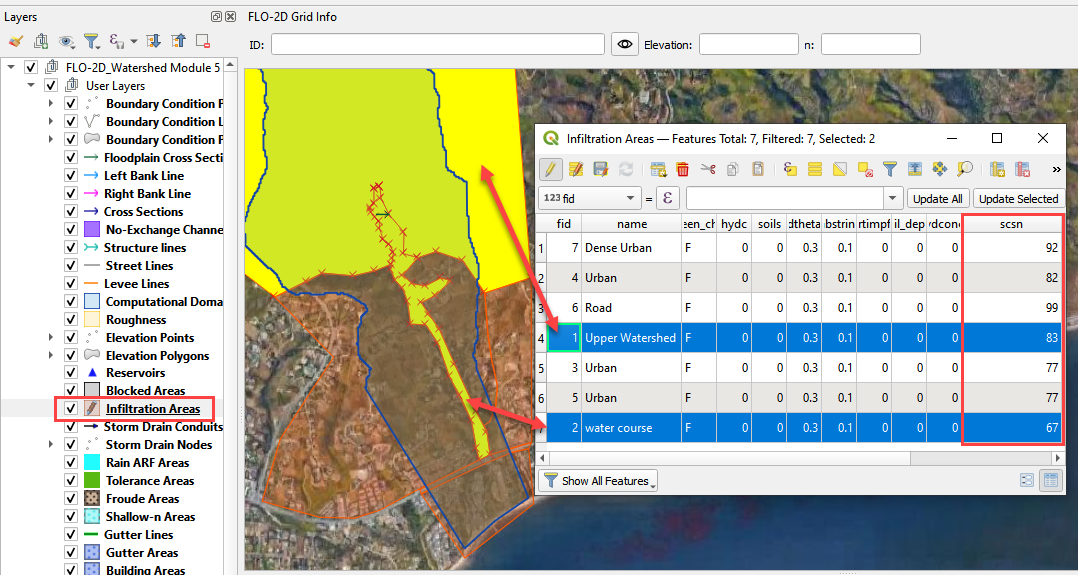 Layers
FLO-2D Grid Info
ID:
Elevation:
n:
FLO-2D_Watershed Module 5
User Layers
Boundary Condition F
Boundary Condition L
Boundary Condition F
Floodplain Cross Secti
Left Bank Line
Right Bank Line
Cross Sections
No-Exchange Channe
Structure lines
Street Lines
Levee Lines
Computational Doma
Roughness
Elevation Points
Elevation Polygons
Reservoirs
Blocked Areas
Infiltration Areas
Storm Drain Conduits
Storm Drain Nodes
Rain ARF Areas
Tolerance Areas
Froude Areas
Shallow-n Areas
Gutter Lines
Gutter Areas
Building Areas
Infiltration Areas — Features Total: 7, Filtered: 7, Selected: 2
»
123 fid = ε Update All Update Selected
fid name een_ch hydc soils dtheta bstrin rtimpf il_dep ydcon scsn
1 7 Dense Urban F 0 0 0.3 0.1 0 0 0 92
2 4 Urban F 0 0 0.3 0.1 0 0 0 82
3 6 Road F 0 0 0.3 0.1 0 0 0 99
4 1 Upper Watershed F 0 0 0.3 0.1 0 0 0 83
5 3 Urban F 0 0 0.3 0.1 0 0 0 77
6 5 Urban F 0 0 0.3 0.1 0 0 0 77
2 water course F 0 0 0.3 0.1 0 0 0 67
Show All Features